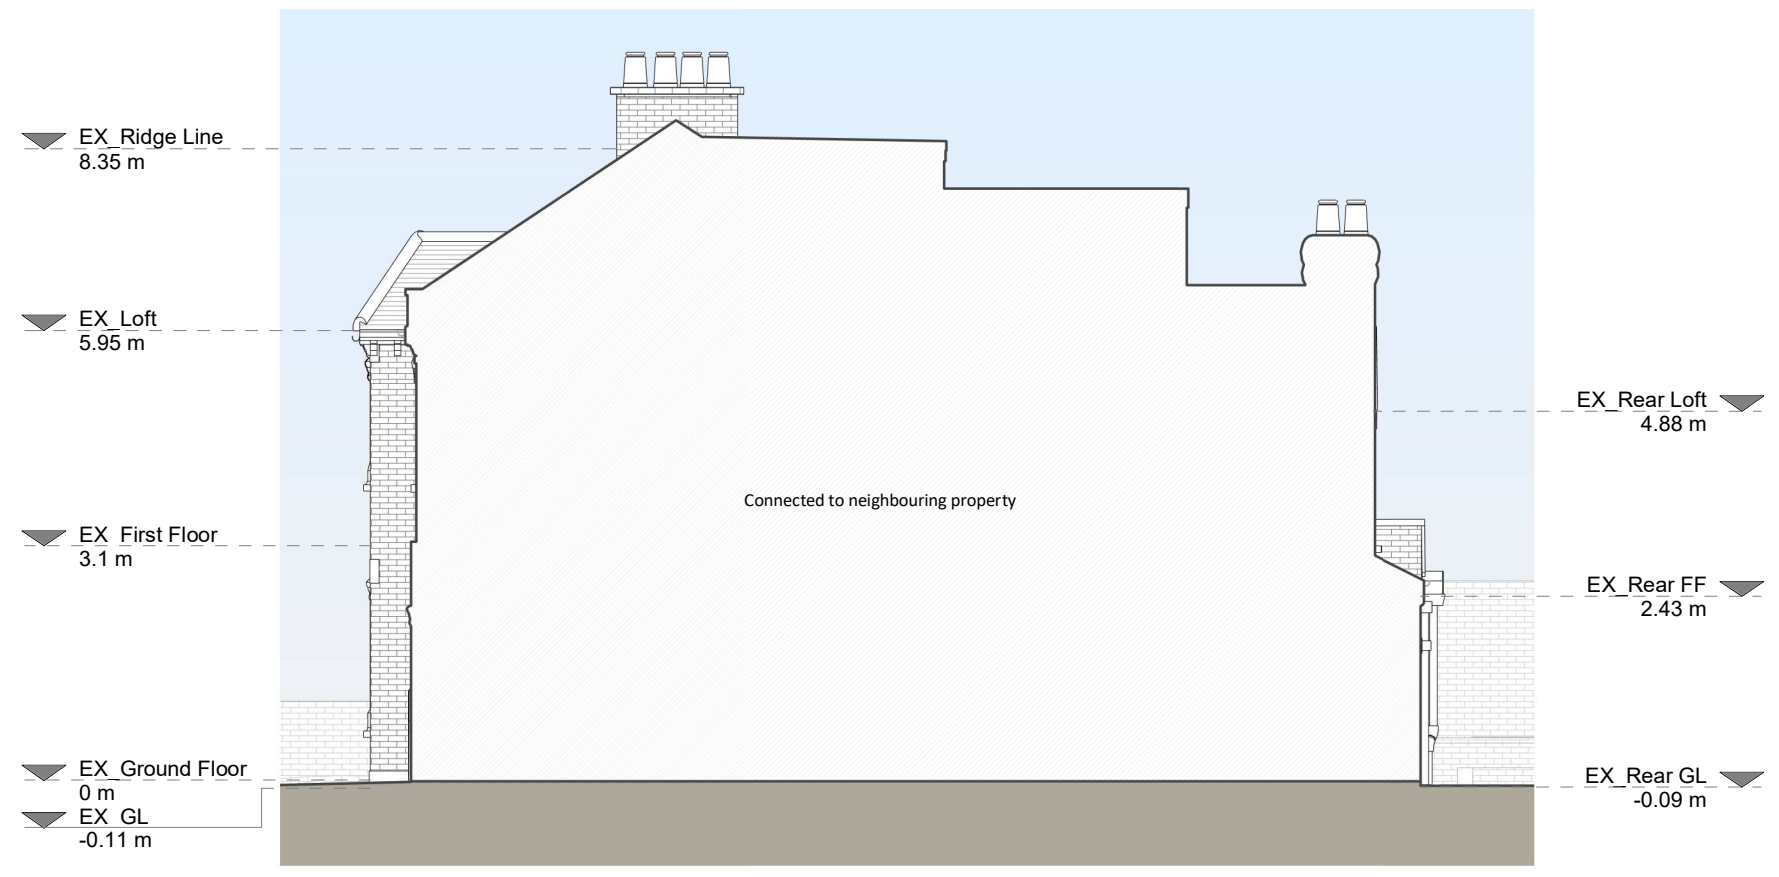 EX_Ridge Line
8.35 m
EX_Loft
5.95 m
EX_First Floor
3.1 m
EX_Ground Floor
0 m
EX_GL
-0.11 m
Connected to neighbouring property
EX_Rear Loft
4.88 m
EX_Rear FF
2.43 m
EX_Rear GL
-0.09 m